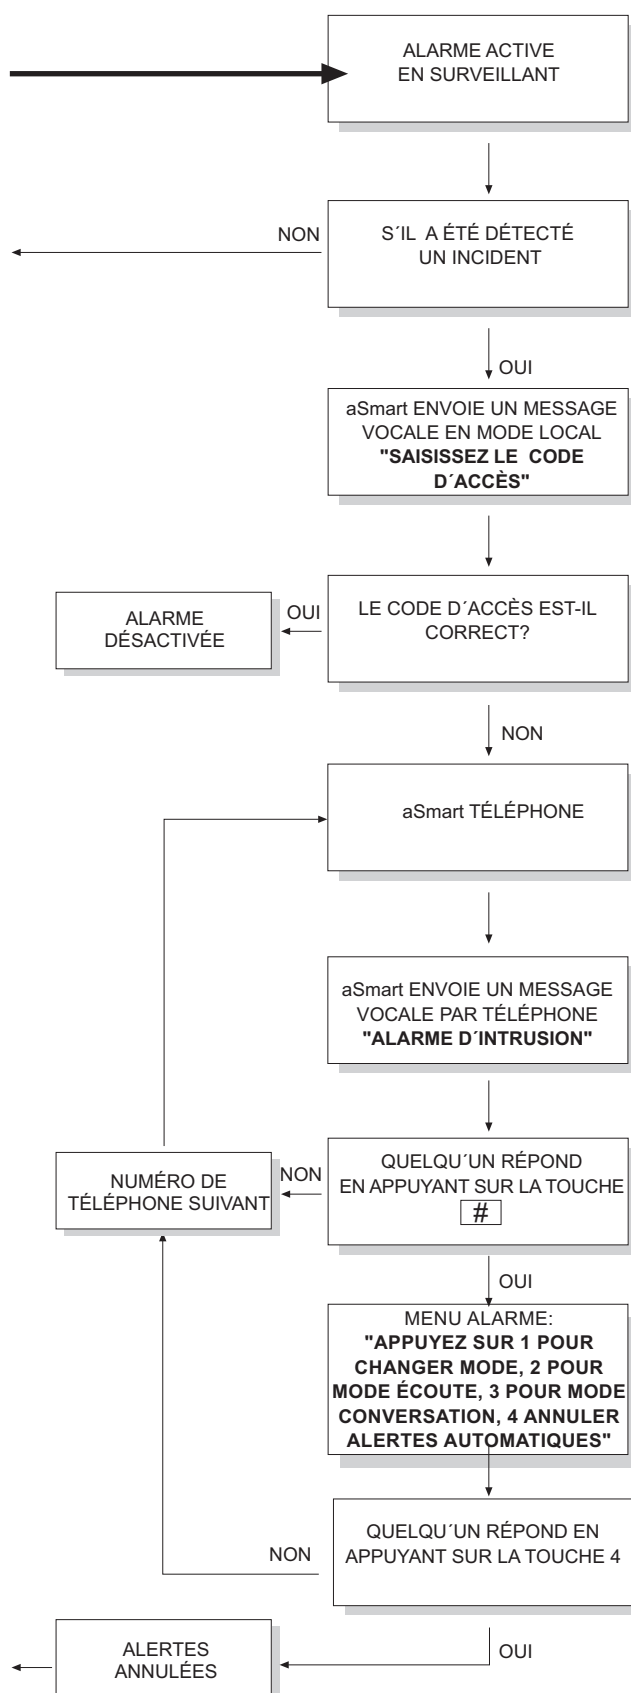 ALARME ACTIVE
EN SURVEILLANT
NON
S´IL A ÉTÉ DÉTECTÉ
UN INCIDENT
OUI
aSmart ENVOIE UN MESSAGE
VOCALE EN MODE LOCAL
"SAISISSEZ LE CODE
D´ACCÈS"
ALARME
DÉSACTIVÉE
OUI
LE CODE D´ACCÈS EST-IL
CORRECT?
NON
aSmart TÉLÉPHONE
aSmart ENVOIE UN MESSAGE
VOCALE PAR TÉLÉPHONE
"ALARME D´INTRUSION"
NUMÉRO DE
TÉLÉPHONE SUIVANT
NON
QUELQU´UN RÉPOND
EN APPUYANT SUR LA TOUCHE
#
OUI
MENU ALARME:
"APPUYEZ SUR 1 POUR
CHANGER MODE, 2 POUR
MODE ÉCOUTE, 3 POUR MODE
CONVERSATION, 4 ANNULER
ALERTES AUTOMATIQUES"
QUELQU´UN RÉPOND EN
APPUYANT SUR LA TOUCHE 4
NON
OUI
ALERTES
ANNULÉES